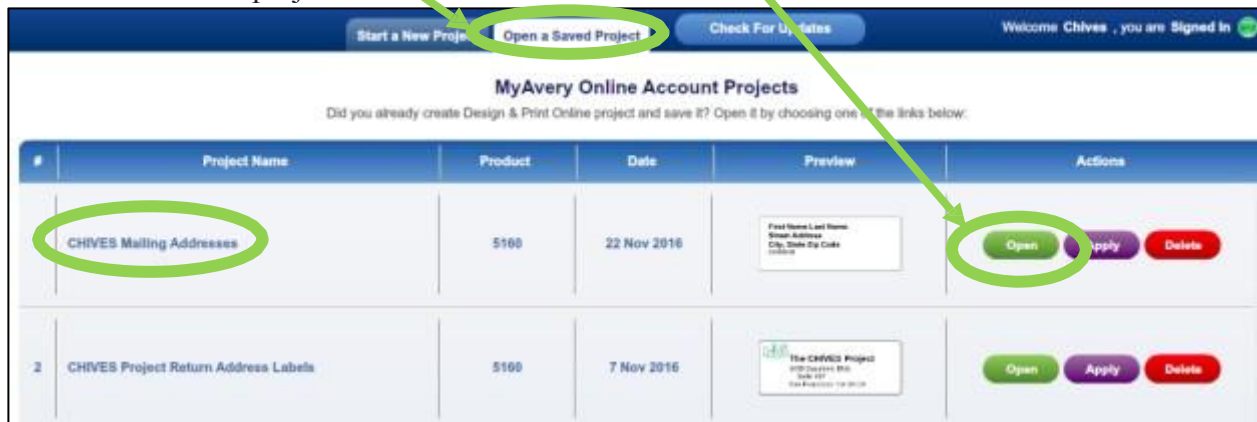 Start a New Project Open a Saved Project Check For Updates Welcome Chives , you are Signed In
MyAvery Online Account Projects
Did you already create Design & Print Online project and save it? Open it by choosing one of the links below:
# Project Name Product Date Preview Actions
First Name Last Name
Street Address
City, State Zip Code
CHIVES Mailing Addresses 5160 22 Nov 2016 Open Apply Delete
The CHIVES Project
2 CHIVES Project Return Address Labels 5160 7 Nov 2016 Open Apply Delete